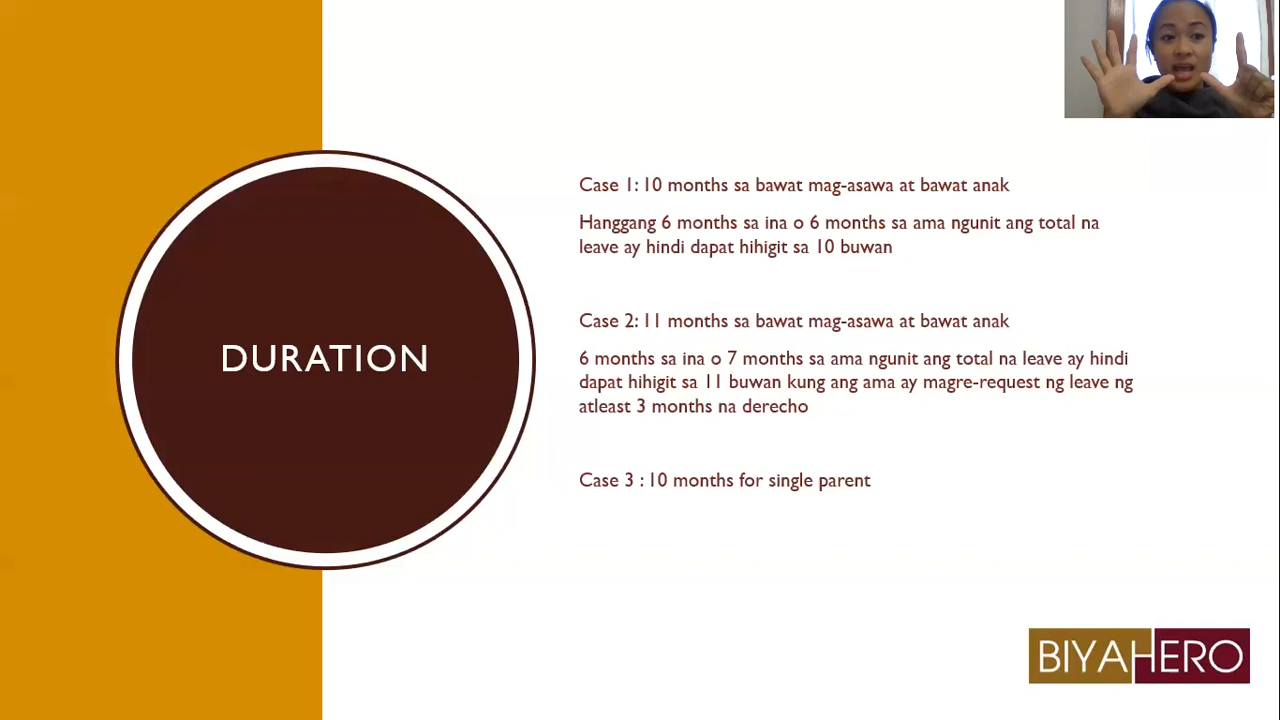 Case 1: 10 months sa bawat mag-asawa at bawat anak
Hanggang 6 months sa ina o 6 months sa ama ngunit ang total na
leave ay hindi dapat hihigit sa 10 buwan
Case 2: 11 months sa bawat mag-asawa at bawat anak
DURATION
6 months sa ina o 7 months sa ama ngunit ang total na leave ay hindi
dapat hihigit sa 11 buwan kung ang ama ay magre-request ng leave ng
atleast 3 months na derecho
Case 3 : 10 months for single parent
BIYAHERO